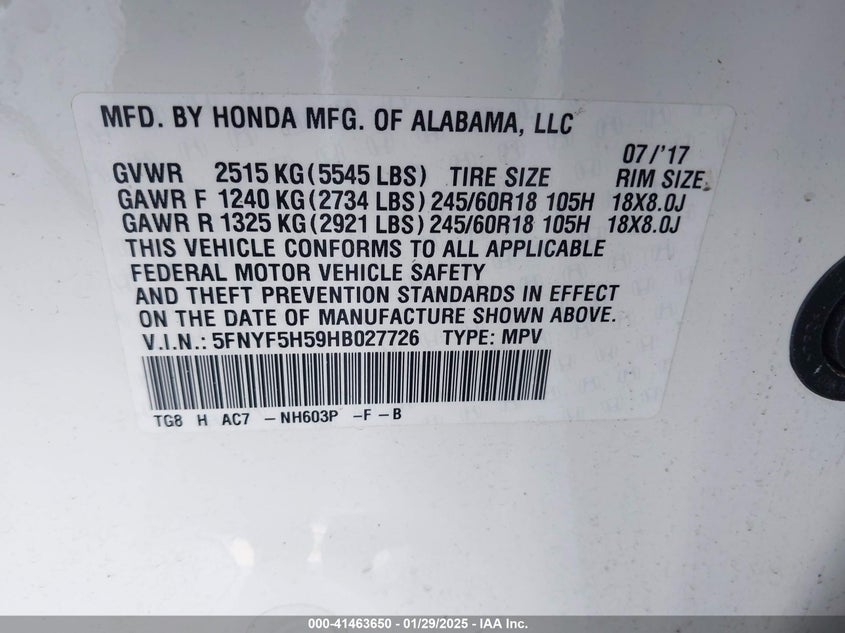 MFD. BY HONDA MFG. OF ALABAMA, LLC
07/'17
GVWR 2515 KG (5545 LBS) TIRE SIZE RIM SIZE
GAWR F 1240 KG (2734 LBS) 245/60R18 105H 18X8.0J
GAWR R 1325 KG (2921 LBS) 245/60R18 105H 18X8.0J
THIS VEHICLE CONFORMS TO ALL APPLICABLE
FEDERAL MOTOR VEHICLE SAFETY
AND THEFT PREVENTION STANDARDS IN EFFECT
ON THE DATE OF MANUFACTURE SHOWN ABOVE.
V.I.N.: 5FNYF5H59HB027726 TYPE: MPV
TG8 H AC7 - NH603P - F - B
000-41463650 - 01/29/2025 - IAA Inc.